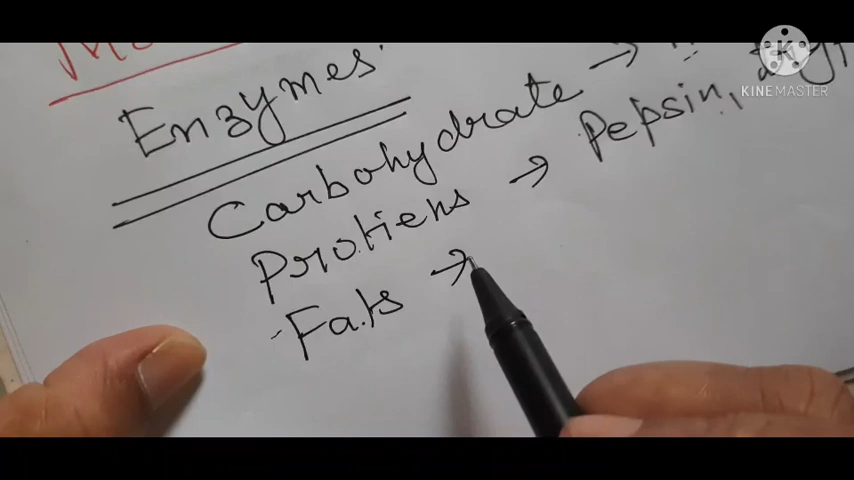 Enzymes:
Carbohydrate →
Protiens → Pepsin,
Fats →
KINEMASTER